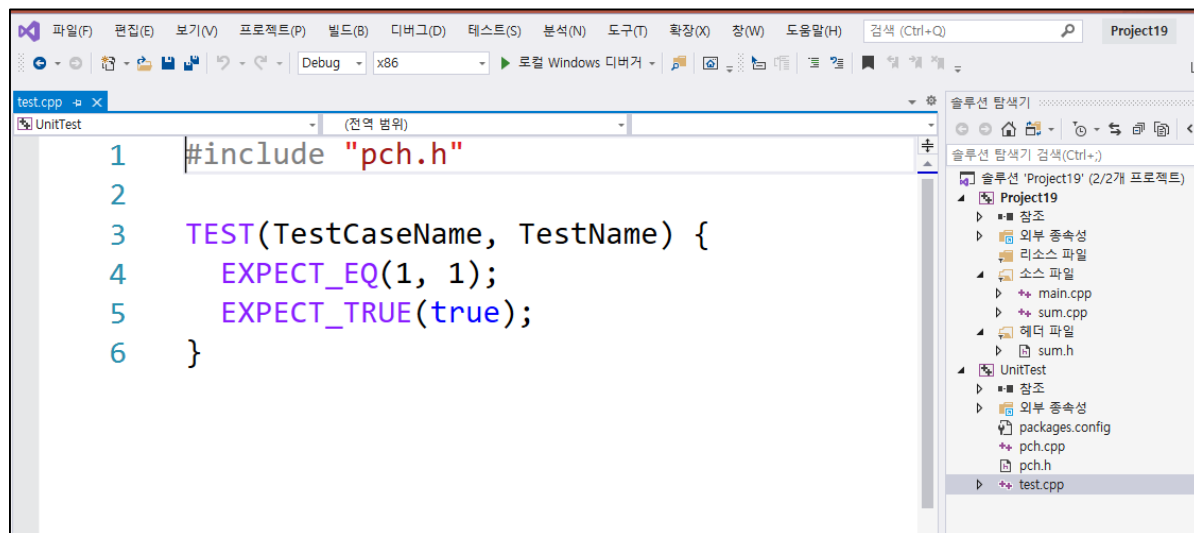 파일(F) 편집(E) 보기(V) 프로젝트(P) 빌드(B) 디버그(D) 테스트(S) 분석(N) 도구(T) 확장(X) 창(W) 도움말(H) 검색 (Ctrl+Q) Project19
Debug x86 로컬 Windows 디버거
test.cpp
UnitTest (전역 범위)
1 #include "pch.h"
2
3 TEST(TestCaseName, TestName) {
4 EXPECT_EQ(1, 1);
5 EXPECT_TRUE(true);
6 }
솔루션 탐색기
솔루션 탐색기 검색(Ctrl+;)
솔루션 'Project19' (2/2개 프로젝트)
Project19
참조
외부 종속성
리소스 파일
소스 파일
main.cpp
sum.cpp
헤더 파일
sum.h
UnitTest
참조
외부 종속성
packages.config
pch.cpp
pch.h
test.cpp